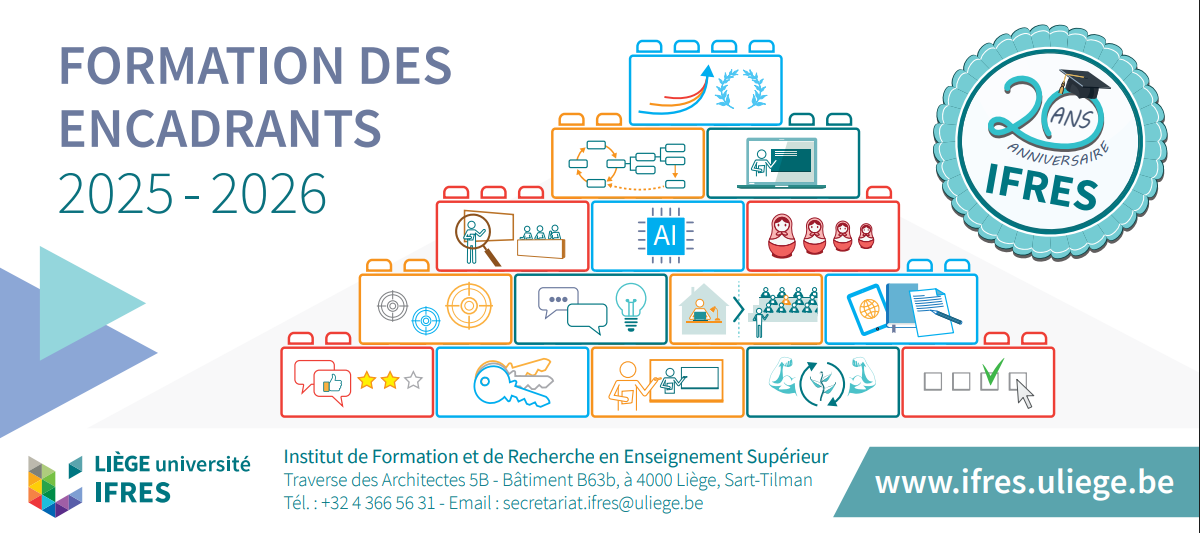 FORMATION DES
ENCADRANTS
2025 - 2026
20 ANS
ANNIVERSAIRE
IFRES
AI
LIÈGE université
IFRES
Institut de Formation et de Recherche en Enseignement Supérieur
Traverse des Architectes 5B - Bâtiment B63b, à 4000 Liège, Sart-Tilman
Tél. : +32 4 366 56 31 - Email : secretariat.ifres@uliege.be
www.ifres.uliege.be